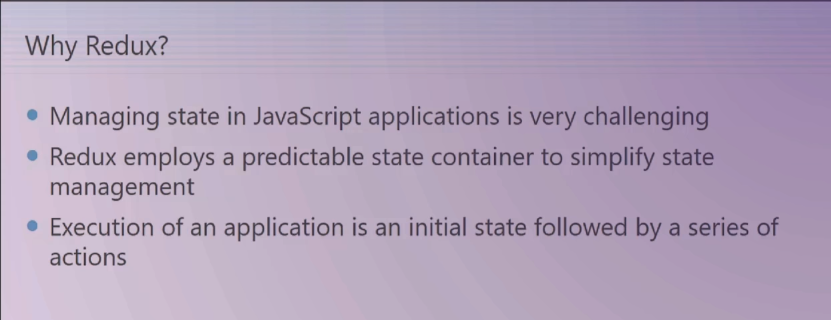 Why Redux?
Managing state in JavaScript applications is very challenging
Redux employs a predictable state container to simplify state
management
Execution of an application is an initial state followed by a series of
actions